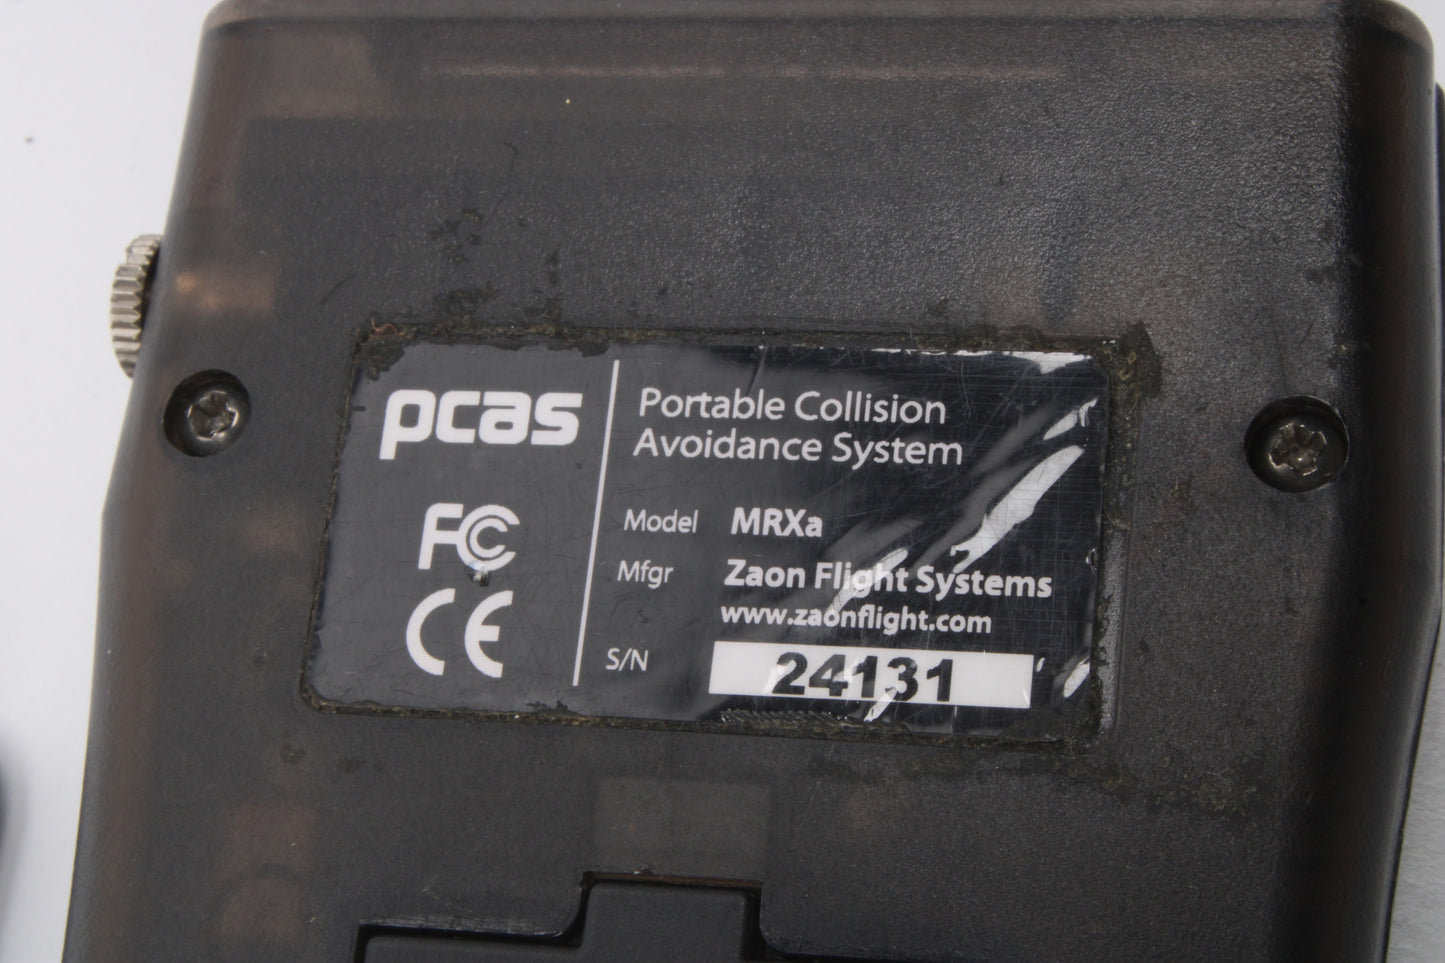 pcas
Portable Collision
Avoidance System
FC
CE
Model MRXa
Mfgr Zaon Flight Systems
www.zaonflight.com
S/N 24131